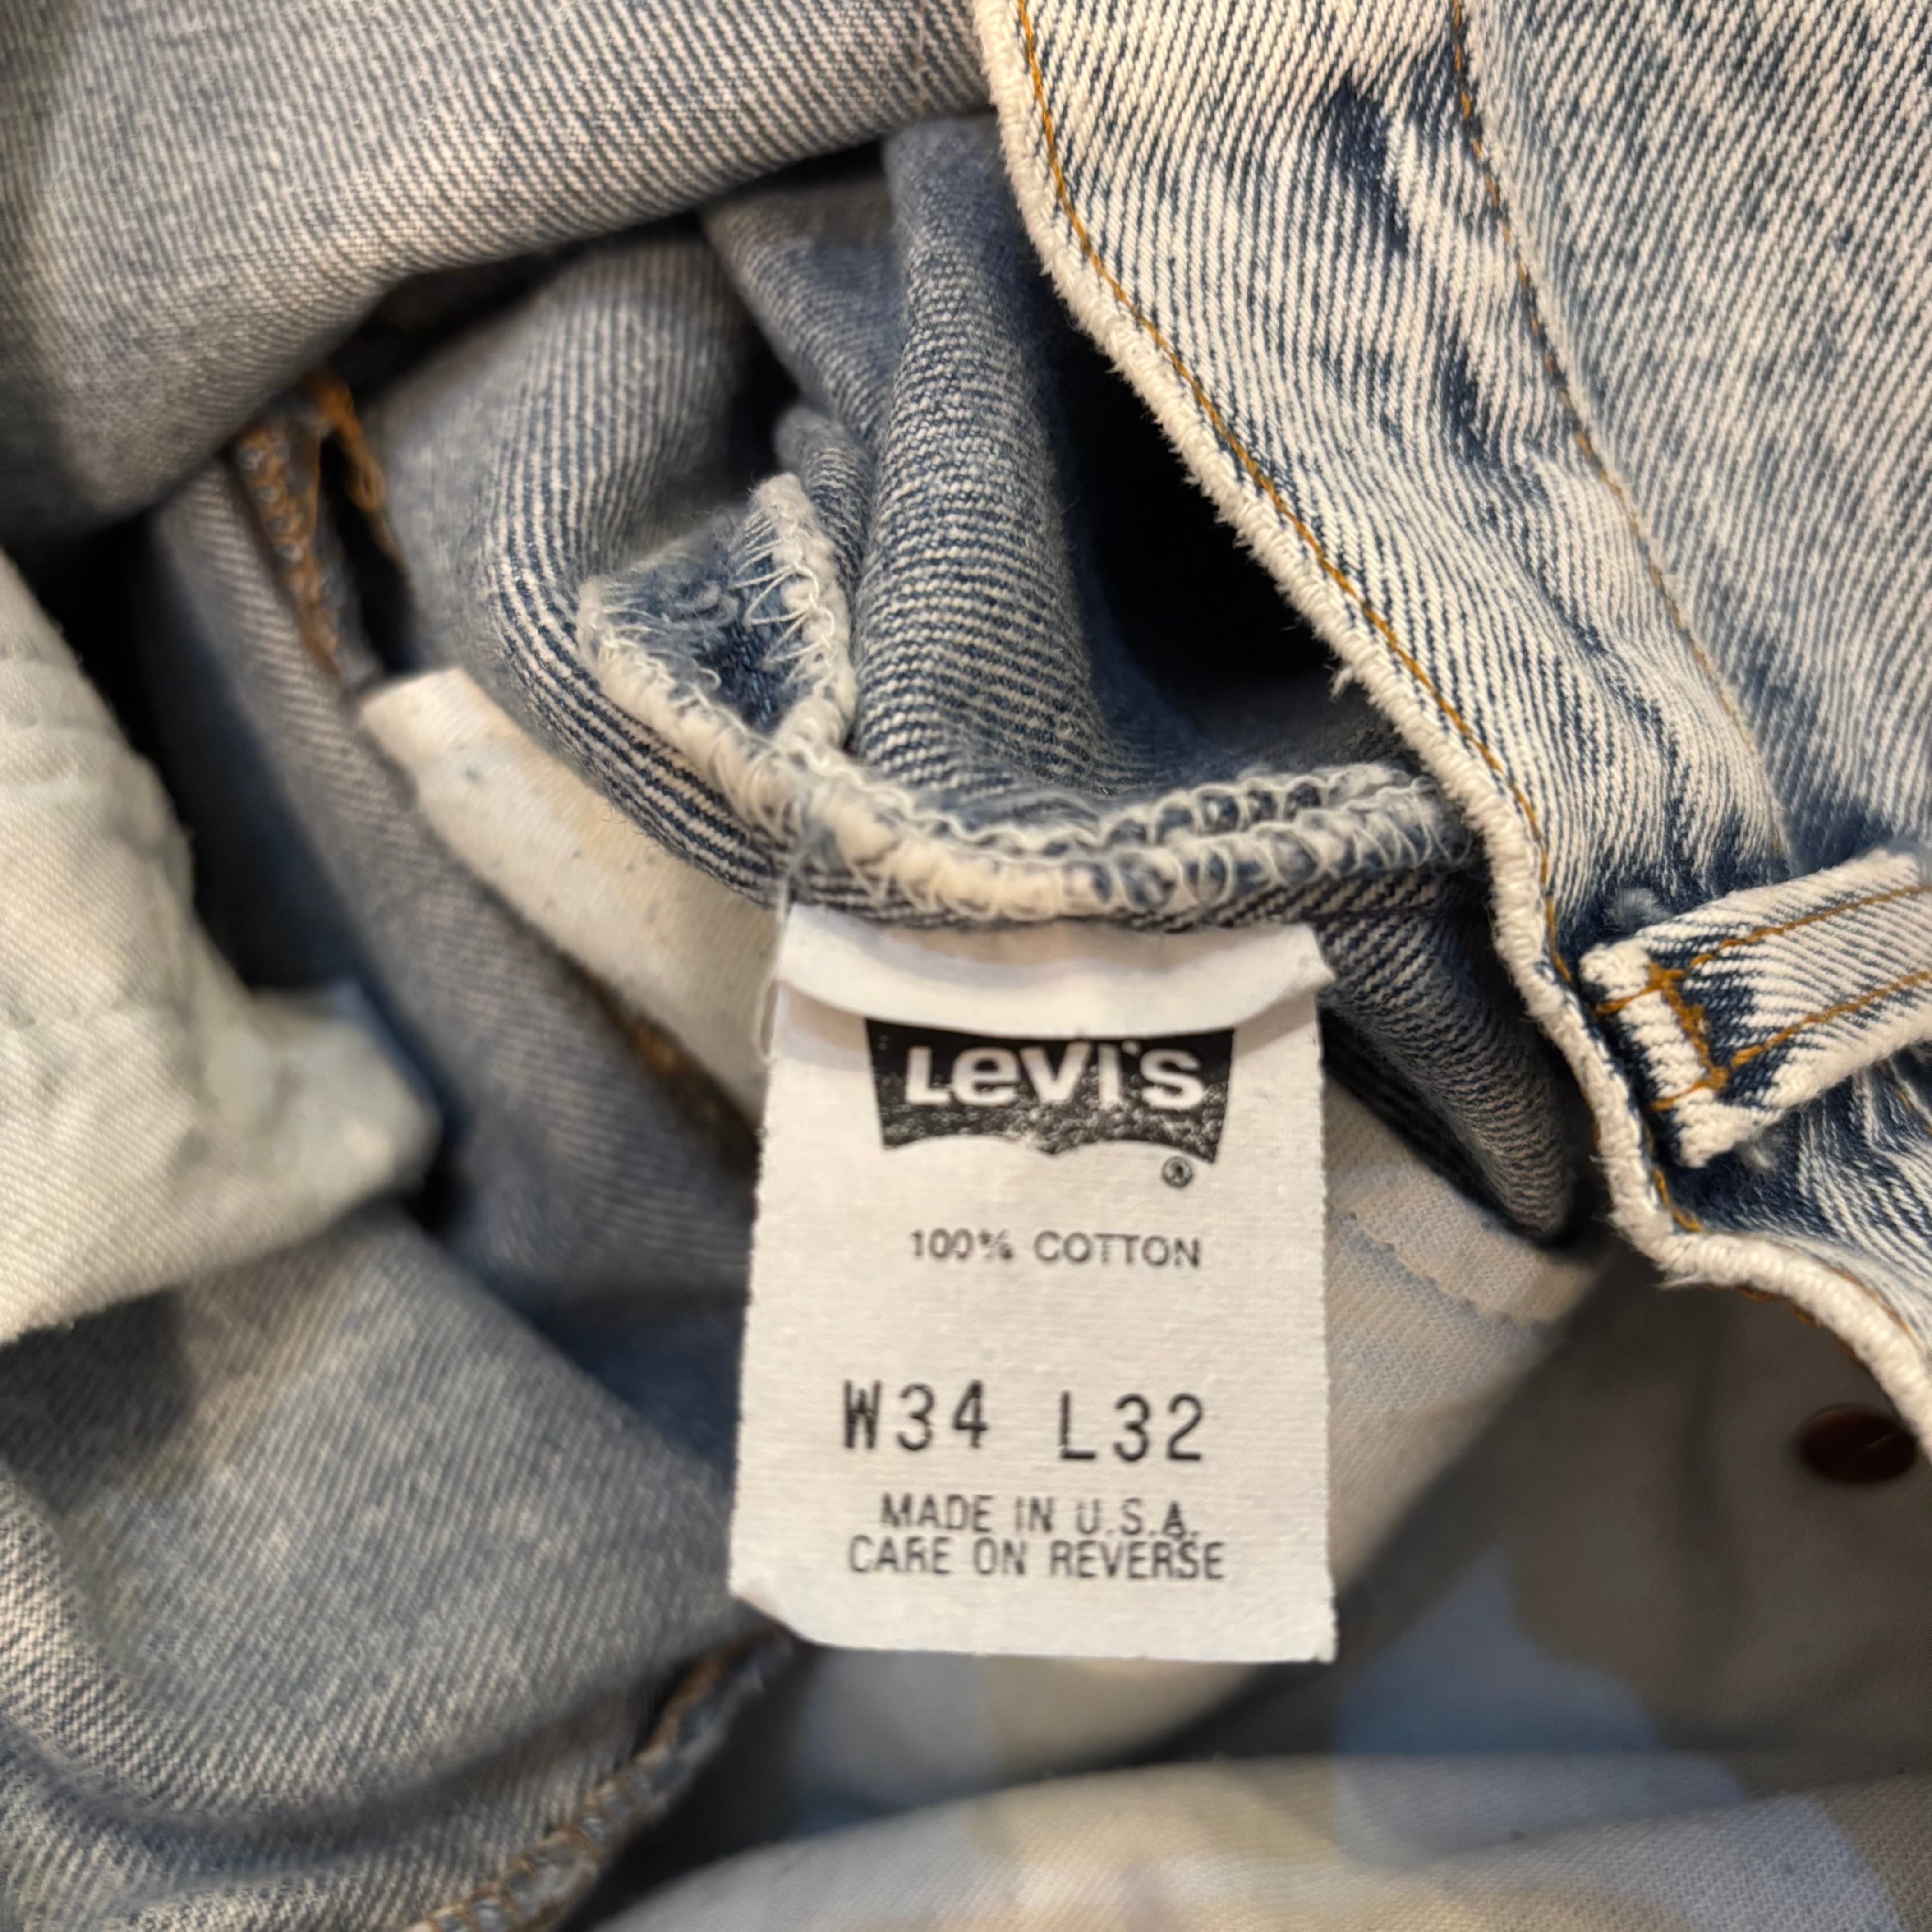 Levi's
®
100% COTTON
W34 L32
MADE IN U.S.A.
CARE ON REVERSE